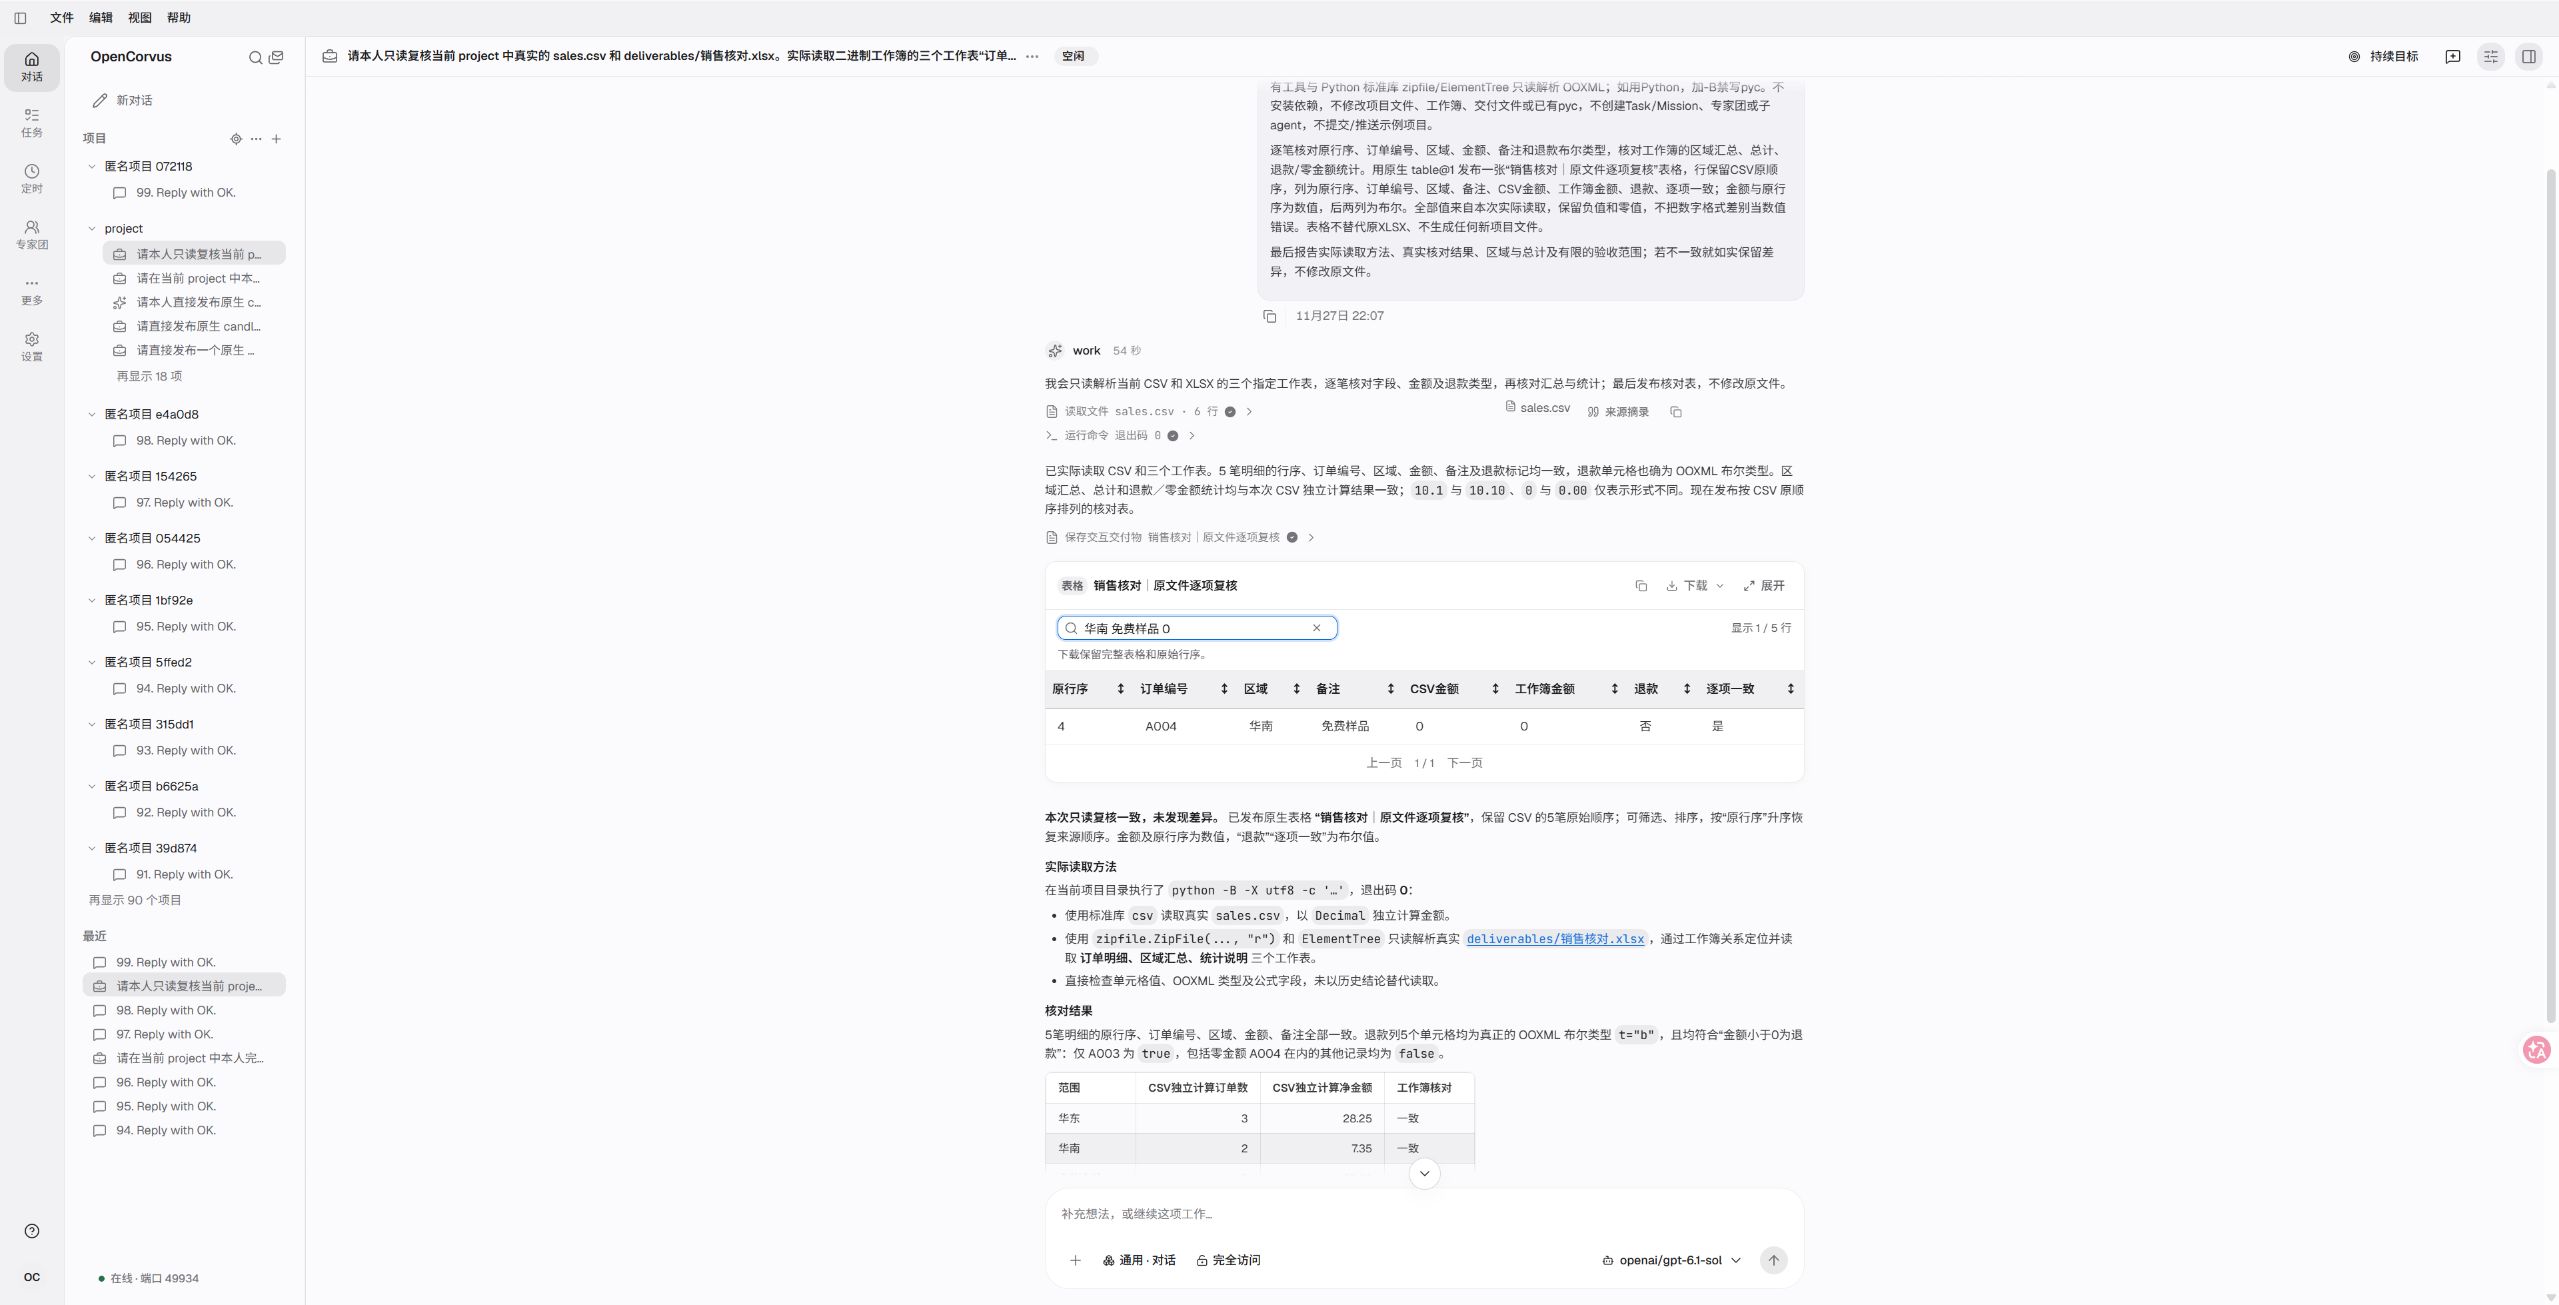 文件 编辑 视图 帮助
对话
任务
定时
专家团
更多
设置
OC
OpenCorvus
新对话
项目
匿名项目 072118
99. Reply with OK.
project
请本人只读复核当前 p...
请在当前 project 中本...
请本人直接发布原生 c...
请直接发布原生 candl...
请直接发布一个原生 ...
再显示 18 项
匿名项目 e4a0d8
98. Reply with OK.
匿名项目 154265
97. Reply with OK.
匿名项目 054425
96. Reply with OK.
匿名项目 1bf92e
95. Reply with OK.
匿名项目 5ffed2
94. Reply with OK.
匿名项目 315dd1
93. Reply with OK.
匿名项目 b6625a
92. Reply with OK.
匿名项目 39d874
91. Reply with OK.
再显示 90 个项目
最近
99. Reply with OK.
请本人只读复核当前 proje...
98. Reply with OK.
97. Reply with OK.
请在当前 project 中本人完...
96. Reply with OK.
95. Reply with OK.
94. Reply with OK.
在线 · 端口 49934
请本人只读复核当前 project 中真实的 sales.csv 和 deliverables/销售核对.xlsx。实际读取二进制工作簿的三个工作表“订单... ... 空闲
持续目标
有工具与 Python 标准库 zipfile/ElementTree 只读解析 OOXML；如用Python，加-B禁写pyc。不
安装依赖，不修改项目文件、工作簿、交付文件或已有pyc，不创建Task/Mission、专家团或子
agent，不提交/推送示例项目。
逐笔核对原行序、订单编号、区域、金额、备注和退款布尔类型，核对工作簿的区域汇总、总计、
退款/零金额统计。用原生 table@1 发布一张“销售核对｜原文件逐项复核”表格，行保留CSV原顺
序，列为原行序、订单编号、区域、备注、CSV金额、工作簿金额、退款、逐项一致；金额与原行
序为数值，后两列为布尔。全部值来自本次实际读取，保留负值和零值，不把数字格式差别当数值
错误。表格不替代原XLSX、不生成任何新项目文件。
最后报告实际读取方法、真实核对结果、区域与总计及有限的验收范围；若不一致就如实保留差
异，不修改原文件。
11月27日 22:07
work 54 秒
我会只读解析当前 CSV 和 XLSX 的三个指定工作表，逐笔核对字段、金额及退款类型，再核对汇总与统计；最后发布核对表，不修改原文件。
读取文件 sales.csv · 6 行
sales.csv 来源摘录
运行命令 退出码 0
已实际读取 CSV 和三个工作表。5 笔明细的行序、订单编号、区域、金额、备注及退款标记均一致，退款单元格也确为 OOXML 布尔类型。区
域汇总、总计和退款／零金额统计均与本次 CSV 独立计算结果一致；10.1 与 10.10、0 与 0.00 仅表示形式不同。现在发布按 CSV 原顺
序排列的核对表。
保存交互交付物 销售核对｜原文件逐项复核
表格 销售核对｜原文件逐项复核 下载 展开
华南 免费样品 0
显示 1 / 5 行
下载保留完整表格和原始行序。
原行序 订单编号 区域 备注 CSV金额 工作簿金额 退款 逐项一致
4 A004 华南 免费样品 0 0 否 是
上一页 1 / 1 下一页
本次只读复核一致，未发现差异。 已发布原生表格 “销售核对｜原文件逐项复核”，保留 CSV 的5笔原始顺序；可筛选、排序，按“原行序”升序恢
复来源顺序。金额及原行序为数值，“退款”“逐项一致”为布尔值。
实际读取方法
在当前项目目录执行了 python -B -X utf8 -c '…'，退出码 0：
• 使用标准库 csv 读取真实 sales.csv，以 Decimal 独立计算金额。
• 使用 zipfile.ZipFile(..., "r") 和 ElementTree 只读解析真实 deliverables/销售核对.xlsx，通过工作簿关系定位并读
取 订单明细、区域汇总、统计说明 三个工作表。
• 直接检查单元格值、OOXML 类型及公式字段，未以历史结论替代读取。
核对结果
5笔明细的原行序、订单编号、区域、金额、备注全部一致。退款列5个单元格均为真正的 OOXML 布尔类型 t="b"，且均符合“金额小于0为退
款”：仅 A003 为 true，包括零金额 A004 在内的其他记录均为 false。
范围 CSV独立计算订单数 CSV独立计算净金额 工作簿核对
华东 3 28.25 一致
华南 2 7.35 一致
补充想法，或继续这项工作...
通用 · 对话 完全访问
openai/gpt-6.1-sol